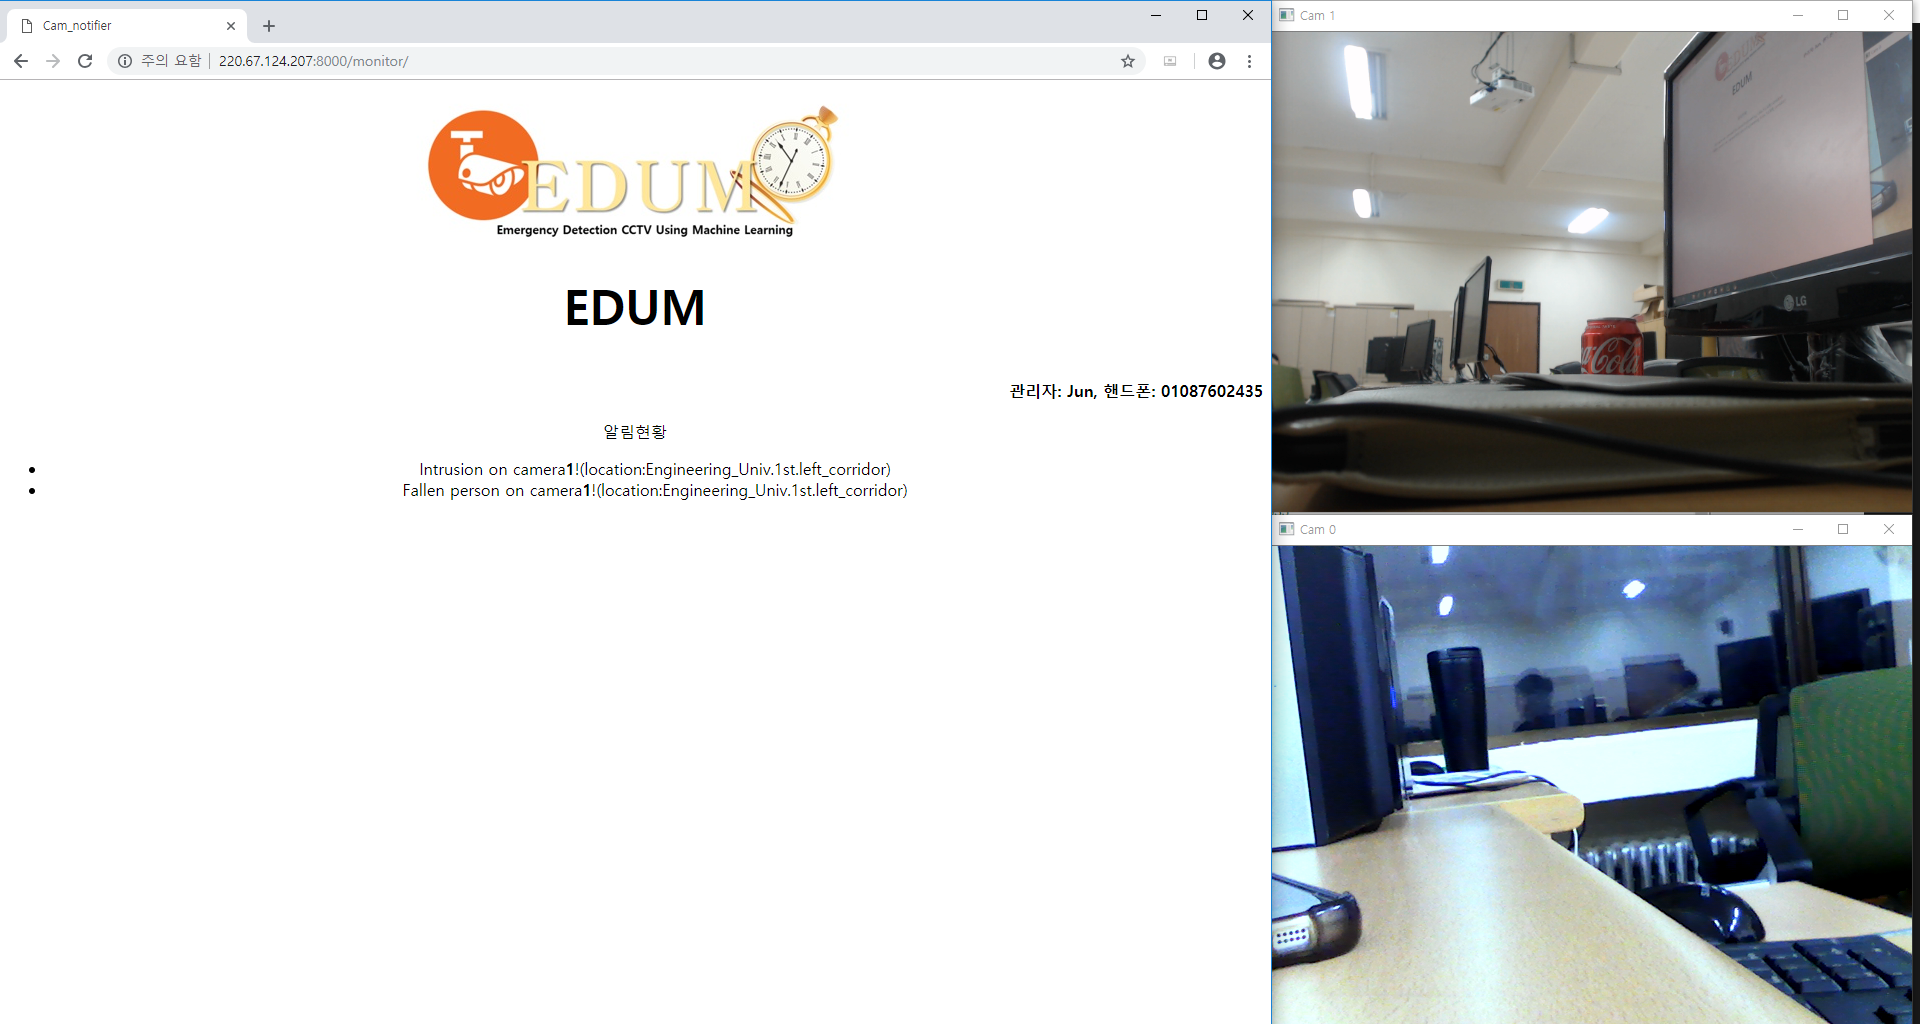 Cam_notifier
주의 요함
220.67.124.207:8000/monitor/
EDUM
Emergency Detection CCTV Using Machine Learning
EDUM
관리자: Jun, 핸드폰: 01087602435
알림현황
Intrusion on camera1!(location:Engineering_Univ.1st.left_corridor)
Fallen person on camera1!(location:Engineering_Univ.1st.left_corridor)
Cam 1
EDUM
LG
Coca-Cola
Cam 0